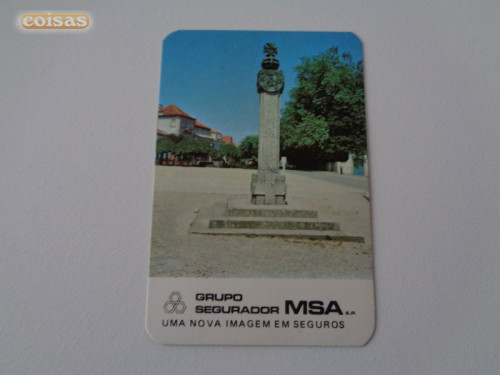 coisas
GRUPO
SEGURADOR MSA E.P.
UMA NOVA IMAGEM EM SEGUROS